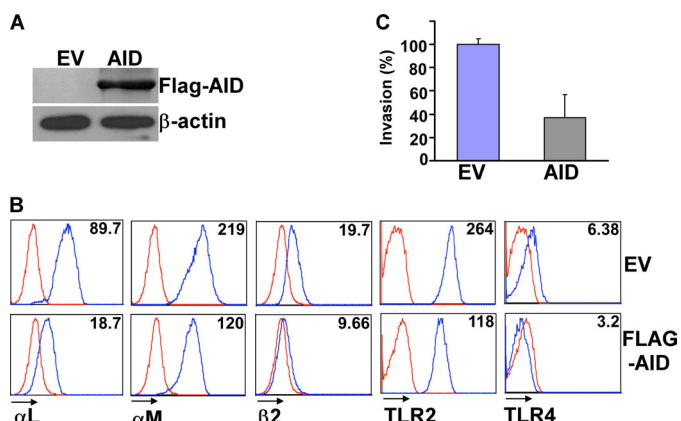 A
EV AID
Flag-AID
β-actin
C
Invasion (%)
100
80
60
40
20
0
EV AID
B
89.7 219 19.7 264 6.38
EV
18.7 120 9.66 118 3.2
FLAG
-AID
αL αM β2 TLR2 TLR4